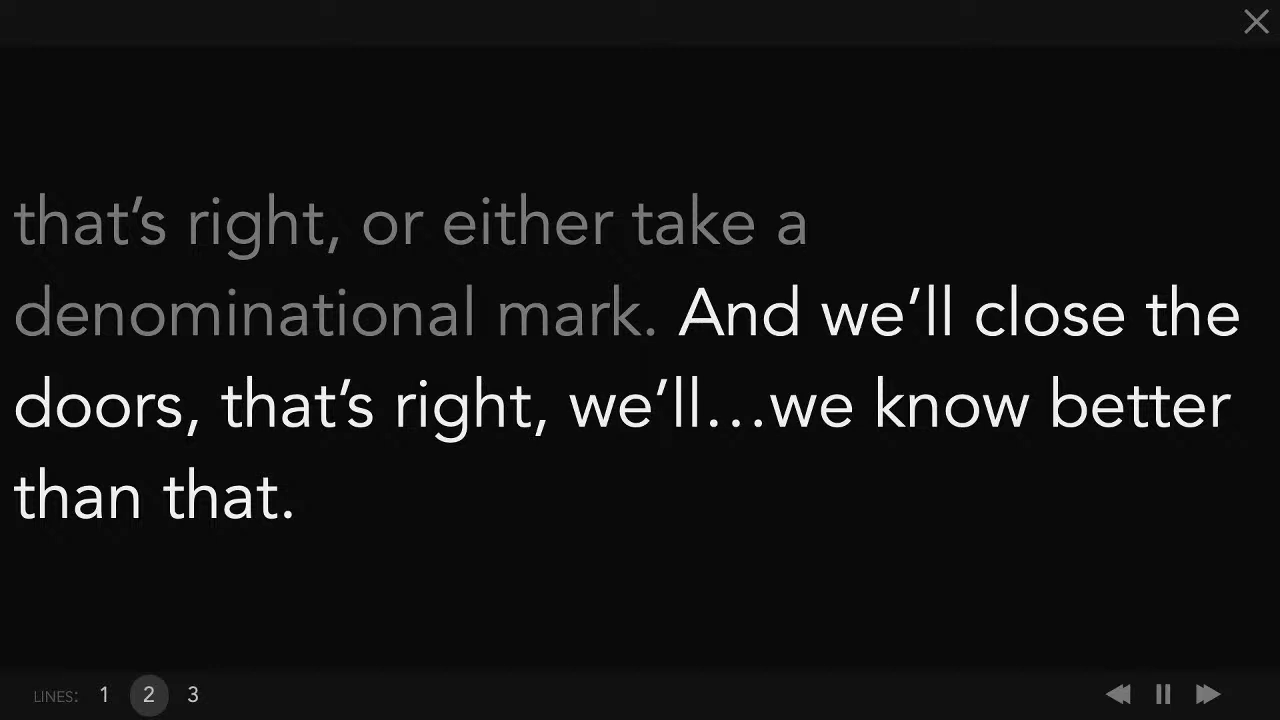 that’s right, or either take a
denominational mark. And we’ll close the
doors, that’s right, we’ll…we know better
than that.
LINES: 1 2 3